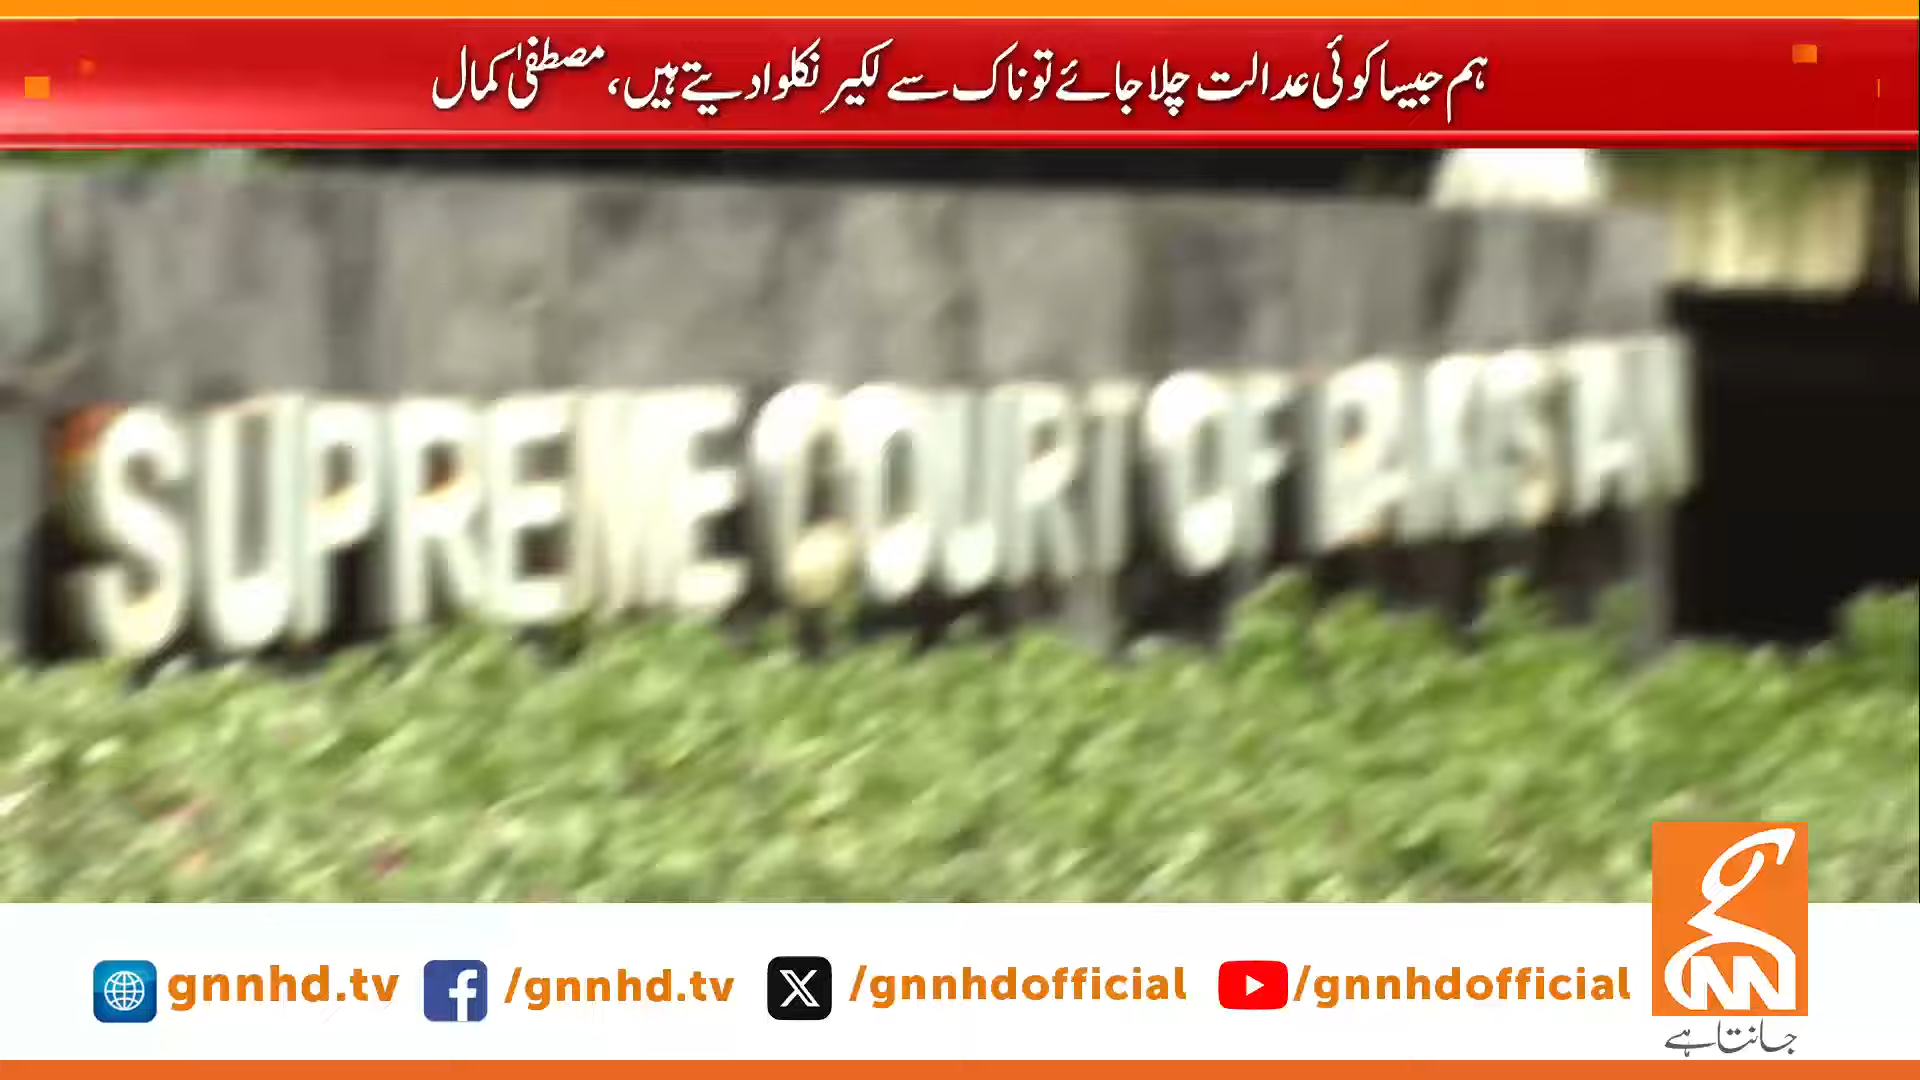 ہم جیسا کوئی عدالت چلا جائے تو ناک سے لکیر نکلوا دیتے ہیں، مصطفیٰ کمال
SUPREME COURT OF PAKISTAN
gnnhd.tv /gnnhd.tv /gnnhdofficial /gnnhdofficial
GNN
جانتا ہے